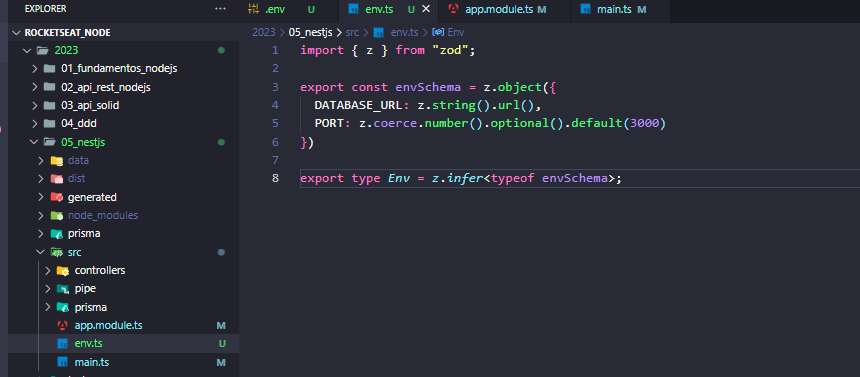 EXPLORER ...
.env U
env.ts U ×
app.module.ts M
main.ts M
ROCKETSEAT_NODE
2023 > 05_nestjs > src > env.ts > Env
2023
01_fundamentos_nodejs
02_api_rest_nodejs
03_api_solid
04_ddd
05_nestjs
data
dist
generated
node_modules
prisma
src
controllers
pipe
prisma
app.module.ts M
env.ts U
main.ts M
1 import { z } from "zod";
2
3 export const envSchema = z.object({
4 DATABASE_URL: z.string().url(),
5 PORT: z.coerce.number().optional().default(3000)
6 })
7
8 export type Env = z.infer<typeof envSchema>;